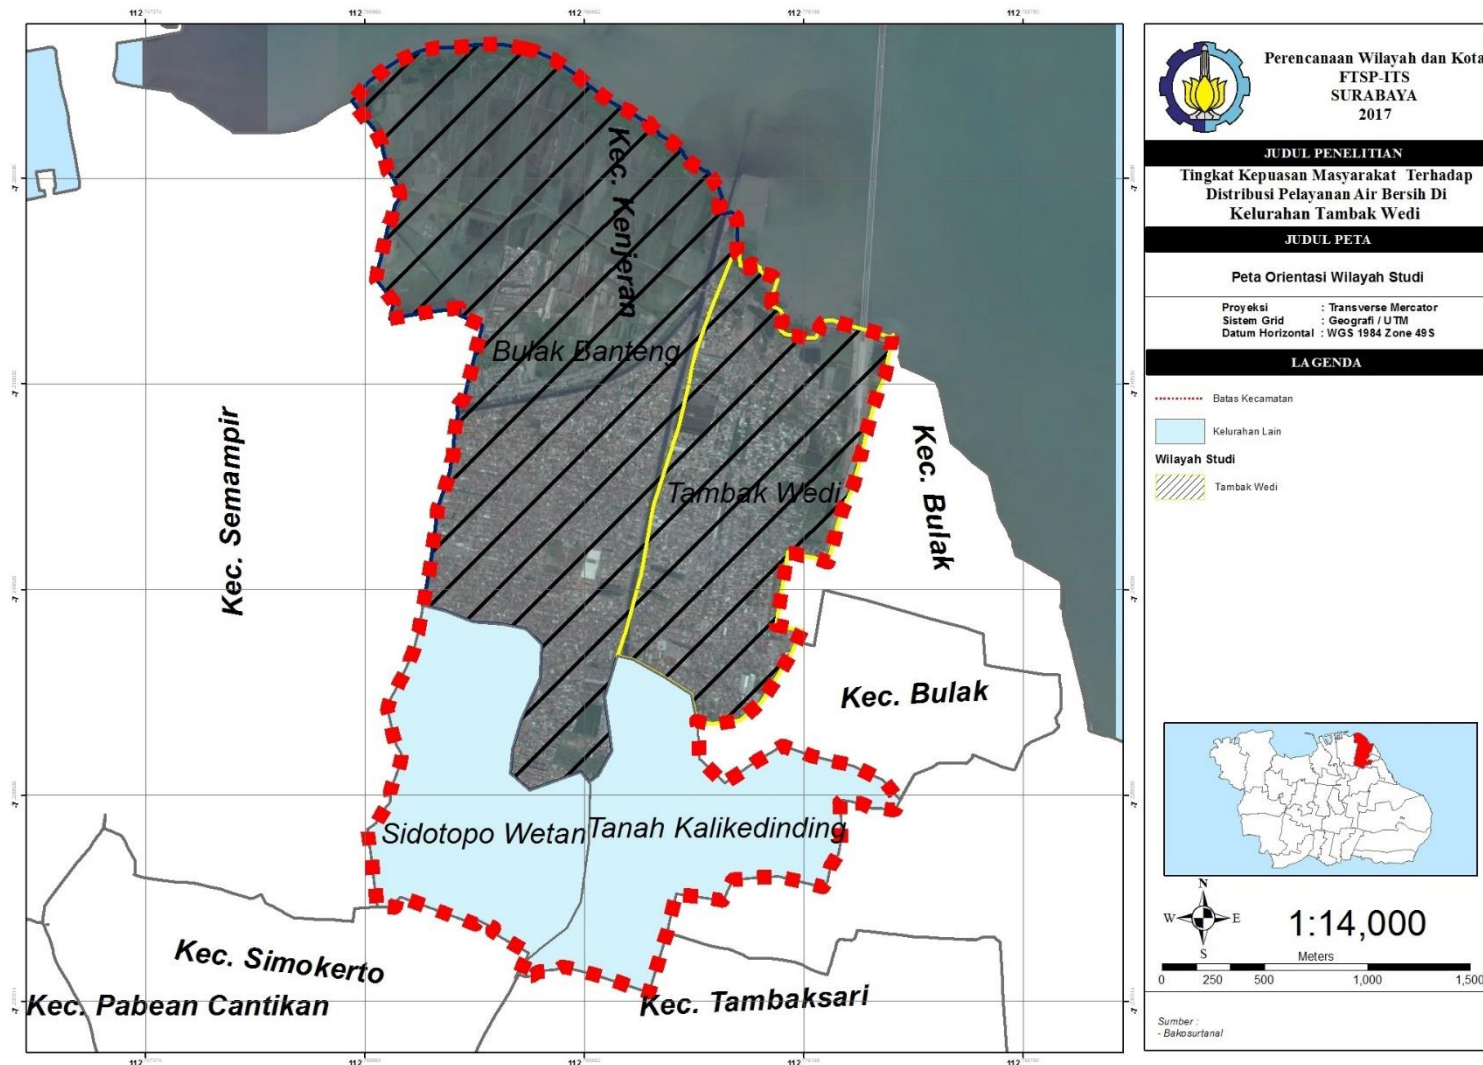 Kec. Kenjeran
Bulak Banteng
Tambak Wedi
Kec. Semampir
Kec. Bulak
Kec. Bulak
Sidotopo Wetan
Tanah Kalikedinding
Kec. Simokerto
Kec. Pabean Cantikan
Kec. Tambaksari
Perencanaan Wilayah dan Kota
FTSP-ITS
SURABAYA
2017
JUDUL PENELITIAN
Tingkat Kepuasan Masyarakat Terhadap
Distribusi Pelayanan Air Bersih Di
Kelurahan Tambak Wedi
JUDUL PETA
Peta Orientasi Wilayah Studi
Proyeksi : Transverse Mercator
Sistem Grid : Geografi / UTM
Datum Horizontal : WGS 1984 Zone 49S
LAGENDA
Batas Kecamatan
Kelurahan Lain
Wilayah Studi
Tambak Wedi
N
W E
S
1:14,000
Meters
0 250 500 1,000 1,500
Sumber :
- Bakosurtanal